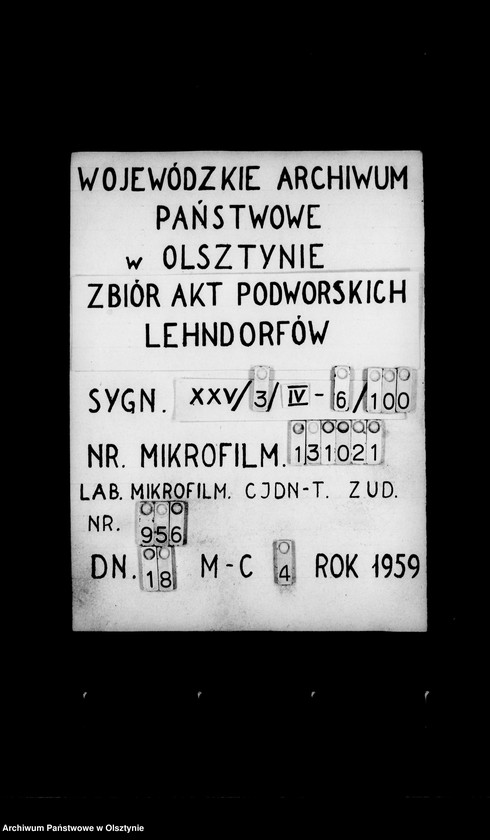 WOJEWÓDZKIE ARCHIWUM
PAŃSTWOWE
w OLSZTYNIE
ZBIÓR AKT PODWORSKICH
LEHNDORFÓW
SYGN. XXV/3/IV-6/100
NR. MIKROFILM. 131021
LAB. MIKROFILM. CJDN-T. ZUD.
NR. 956
DN. 18 M-C 4 ROK 1959
Archiwum Państwowe w Olsztynie